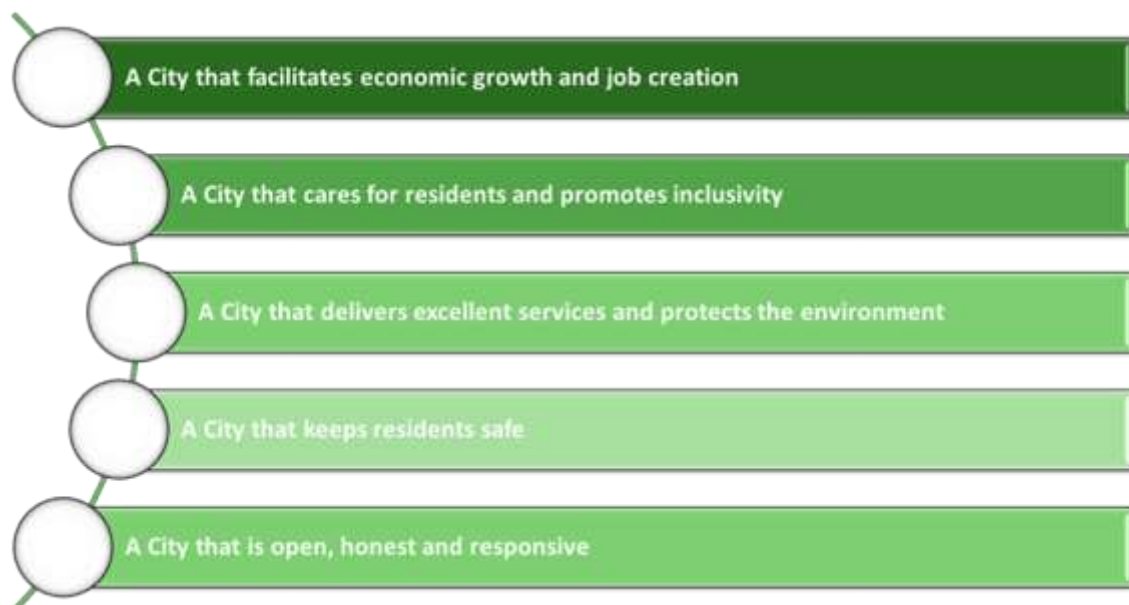 A City that facilitates economic growth and job creation
A City that cares for residents and promotes inclusivity
A City that delivers excellent services and protects the environment
A City that keeps residents safe
A City that is open, honest and responsive